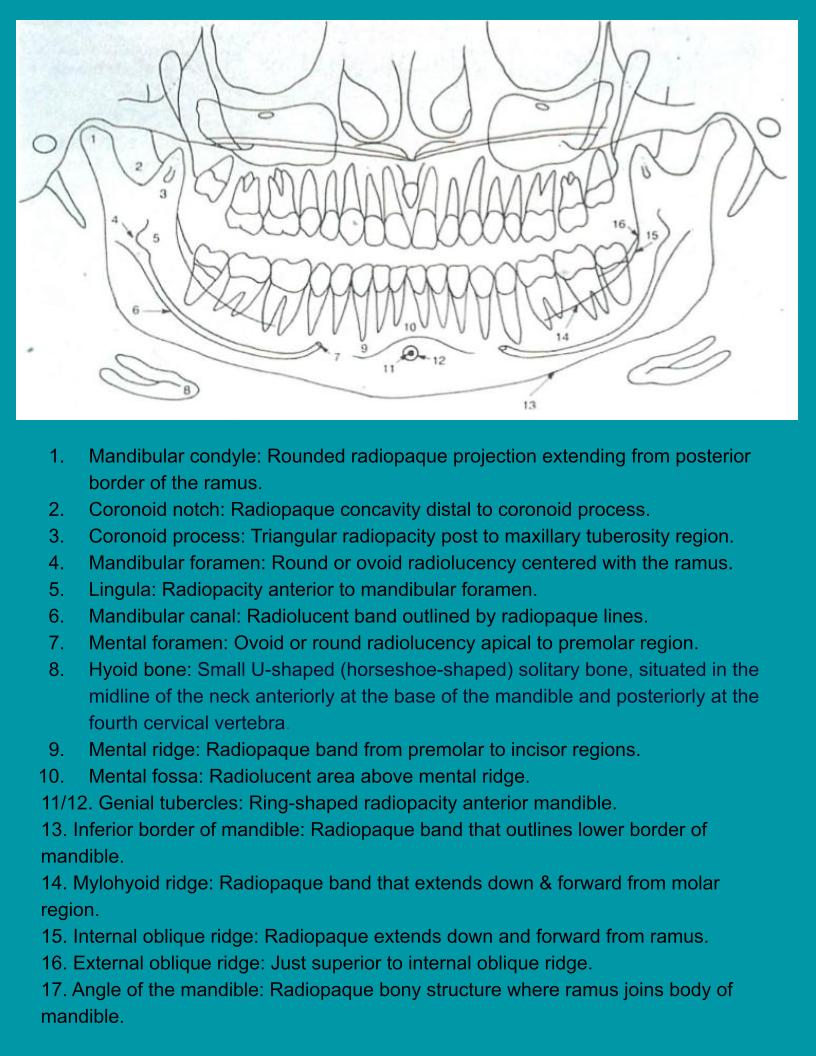 1
2
3
4
5
6
7
8
9
10
11
12
13
14
15
16
1. Mandibular condyle: Rounded radiopaque projection extending from posterior
border of the ramus.
2. Coronoid notch: Radiopaque concavity distal to coronoid process.
3. Coronoid process: Triangular radiopacity post to maxillary tuberosity region.
4. Mandibular foramen: Round or ovoid radiolucency centered with the ramus.
5. Lingula: Radiopacity anterior to mandibular foramen.
6. Mandibular canal: Radiolucent band outlined by radiopaque lines.
7. Mental foramen: Ovoid or round radiolucency apical to premolar region.
8. Hyoid bone: Small U-shaped (horseshoe-shaped) solitary bone, situated in the
midline of the neck anteriorly at the base of the mandible and posteriorly at the
fourth cervical vertebra.
9. Mental ridge: Radiopaque band from premolar to incisor regions.
10. Mental fossa: Radiolucent area above mental ridge.
11/12. Genial tubercles: Ring-shaped radiopacity anterior mandible.
13. Inferior border of mandible: Radiopaque band that outlines lower border of
mandible.
14. Mylohyoid ridge: Radiopaque band that extends down & forward from molar
region.
15. Internal oblique ridge: Radiopaque extends down and forward from ramus.
16. External oblique ridge: Just superior to internal oblique ridge.
17. Angle of the mandible: Radiopaque bony structure where ramus joins body of
mandible.